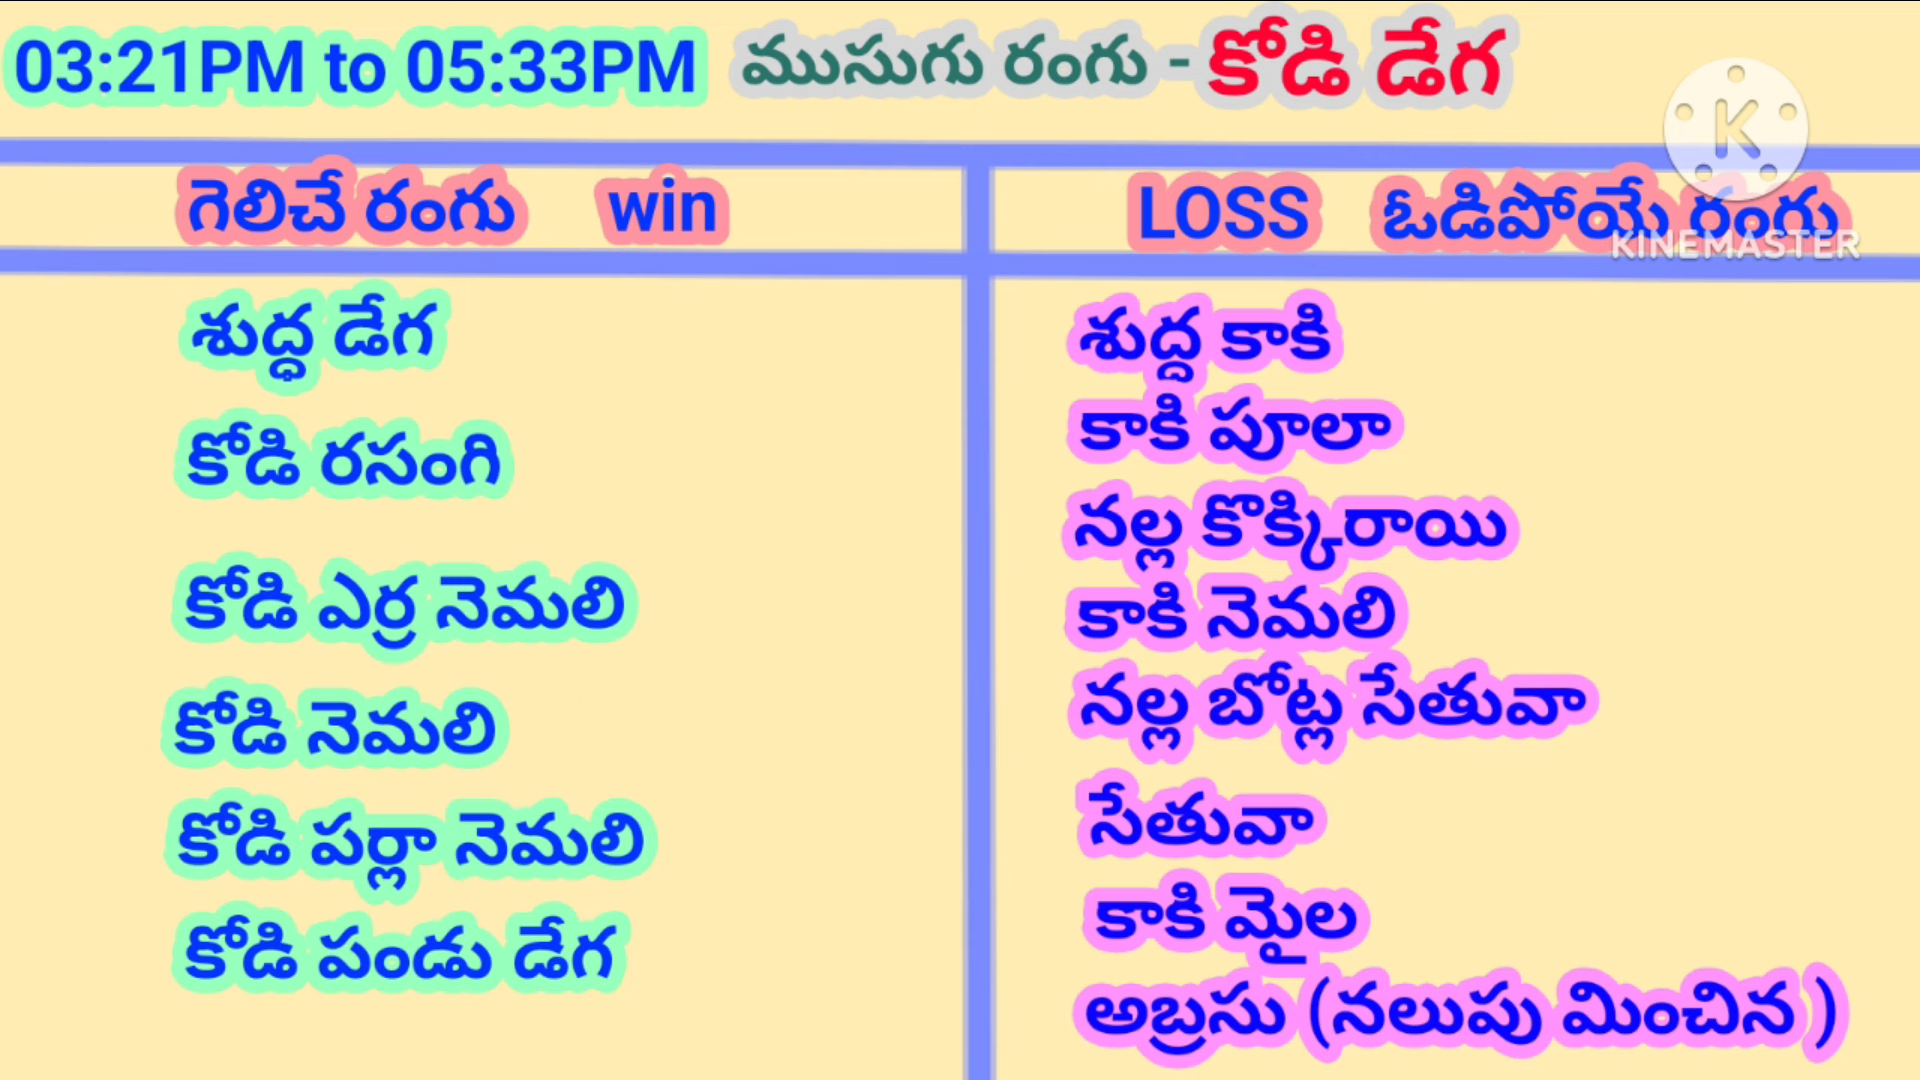 03:21PM to 05:33PM ముసుగు రంగు - కోడి డేగ
గెలిచే రంగు win
LOSS ఓడిపోయే రంగు
K
KINEMASTER
శుద్ధ డేగ
కోడి రసంగి
కోడి ఎర్ర నెమలి
కోడి నెమలి
కోడి పర్లా నెమలి
కోడి పండు డేగ
శుద్ద కాకి
కాకి పూలా
నల్ల కొక్కిరాయి
కాకి నెమలి
నల్ల బోట్ల సేతువా
సేతువా
కాకి మైల
అబ్రసు (నలుపు మించిన )